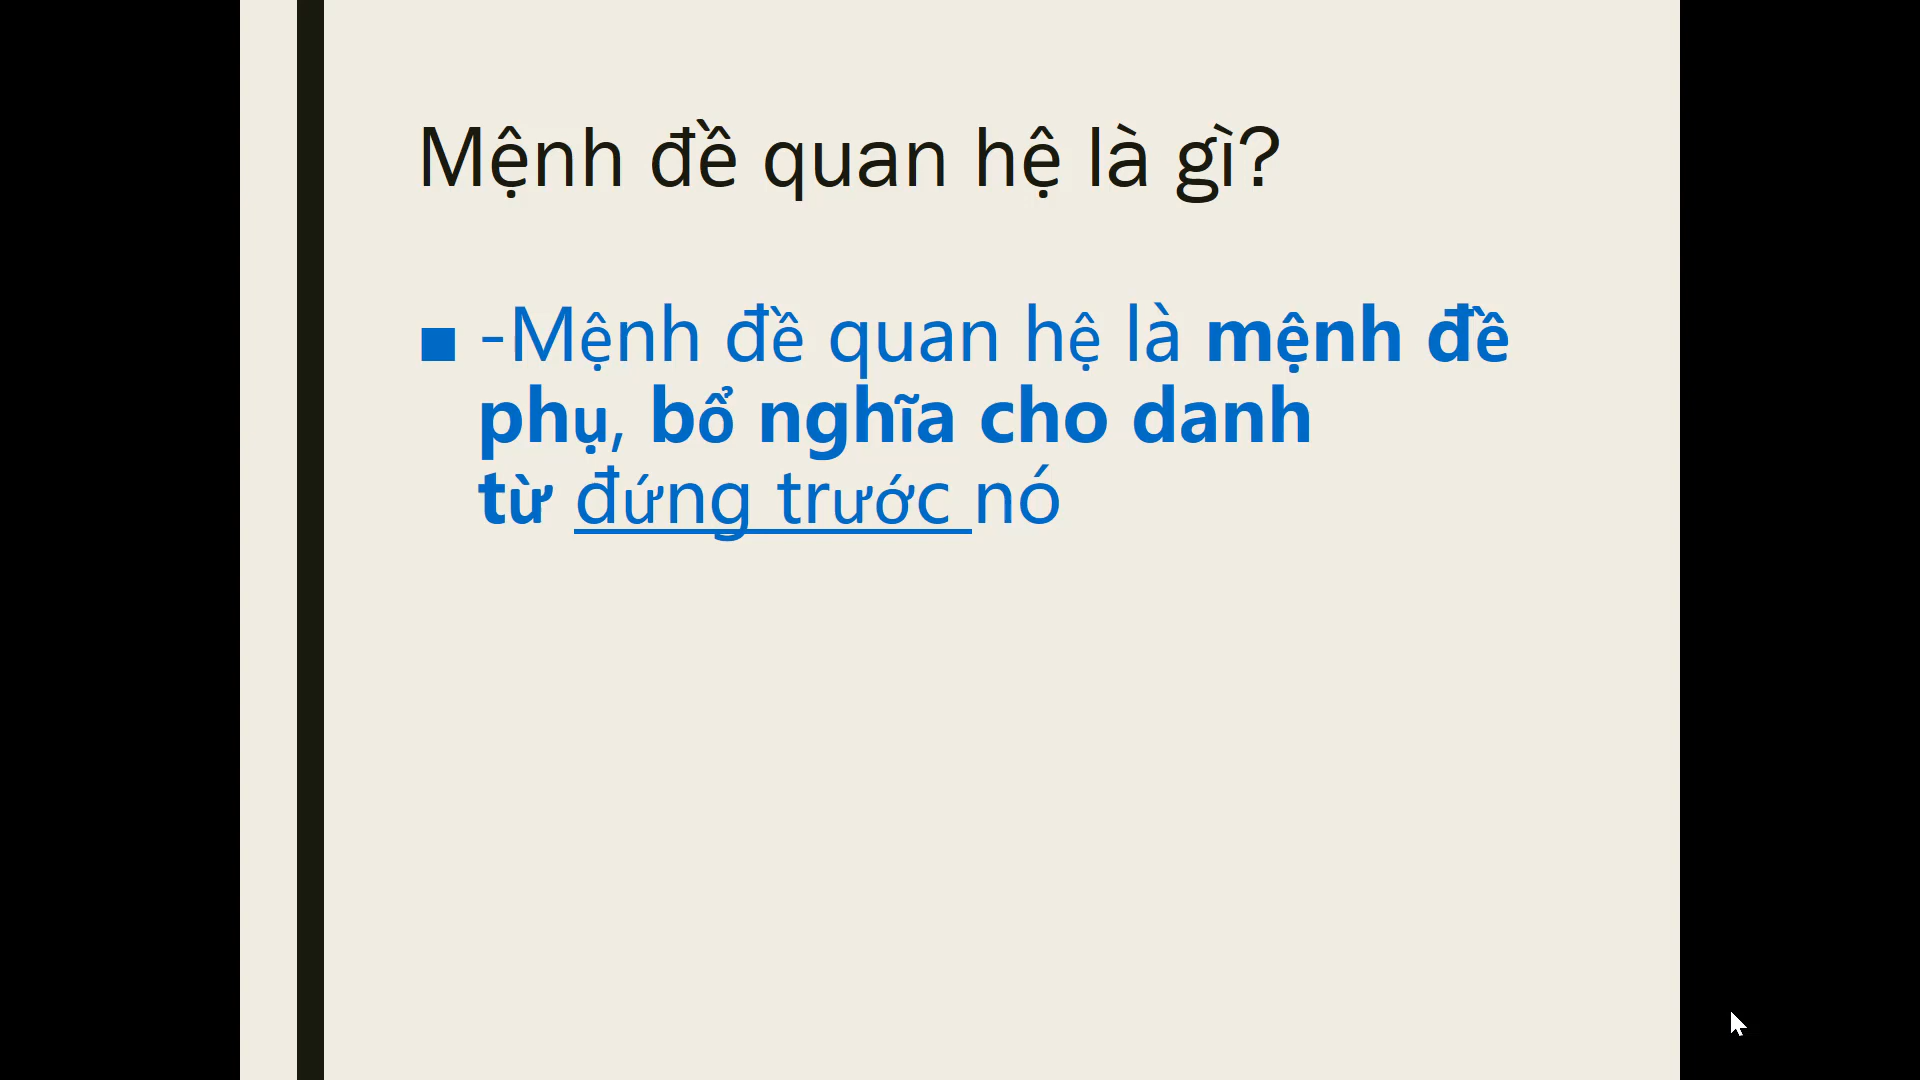 Mệnh đề quan hệ là gì?
■ -Mệnh đề quan hệ là mệnh đề
phụ, bổ nghĩa cho danh
từ đứng trước nó